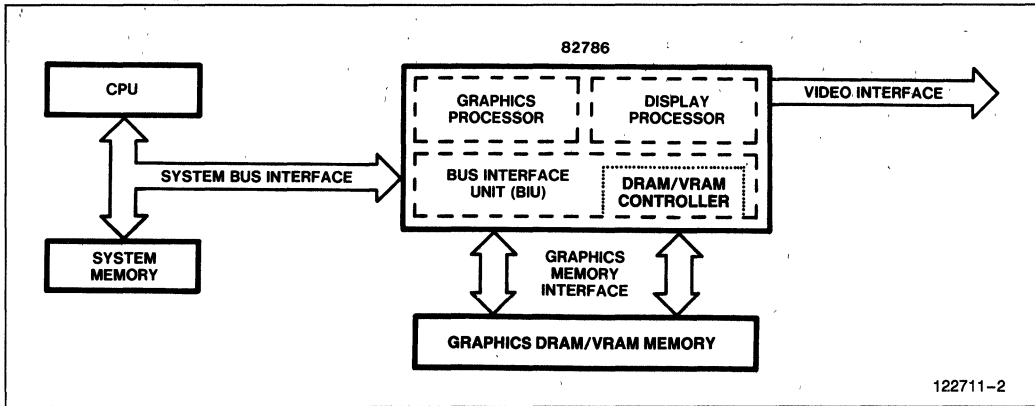 82786
CPU
GRAPHICS
PROCESSOR
DISPLAY
PROCESSOR
VIDEO INTERFACE
SYSTEM BUS INTERFACE
BUS INTERFACE
UNIT (BIU)
DRAM/VRAM
CONTROLLER
SYSTEM
MEMORY
GRAPHICS
MEMORY
INTERFACE
GRAPHICS DRAM/VRAM MEMORY
122711-2